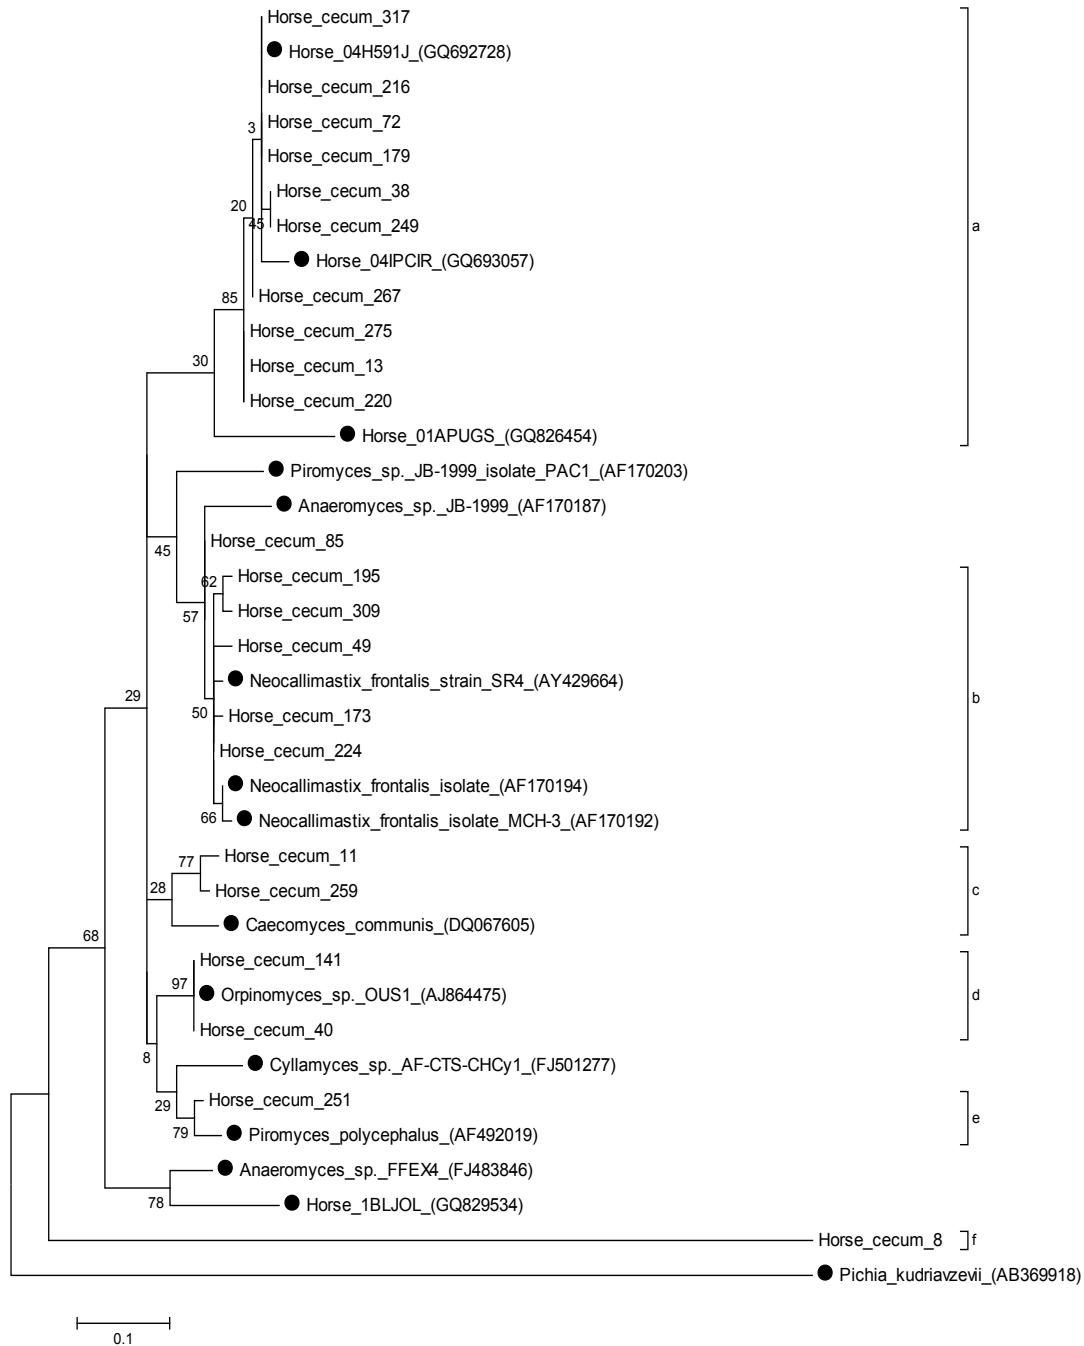 Horse_cecum_317
Horse_04H591J_(GQ692728)
Horse_cecum_216
Horse_cecum_72
3
Horse_cecum_179
Horse_cecum_38
20
45
Horse_cecum_249
a
Horse_04IPCIR_(GQ693057)
85
Horse_cecum_267
Horse_cecum_275
30
Horse_cecum_13
Horse_cecum_220
Horse_01APUGS_(GQ826454)
Piromyces_sp._JB-1999_isolate_PAC1_(AF170203)
Anaeromyces_sp._JB-1999_(AF170187)
Horse_cecum_85
45
62
Horse_cecum_195
57
Horse_cecum_309
Horse_cecum_49
Neocallimastix_frontalis_strain_SR4_(AY429664)
29
b
50
Horse_cecum_173
Horse_cecum_224
Neocallimastix_frontalis_isolate_(AF170194)
66
Neocallimastix_frontalis_isolate_MCH-3_(AF170192)
77
Horse_cecum_11
28
Horse_cecum_259
c
Caecomyces_communis_(DQ067605)
68
Horse_cecum_141
97
Orpinomyces_sp._OUS1_(AJ864475)
d
Horse_cecum_40
8
Cyllamyces_sp._AF-CTS-CHCy1_(FJ501277)
29
Horse_cecum_251
e
79
Piromyces_polycephalus_(AF492019)
Anaeromyces_sp._FFEX4_(FJ483846)
78
Horse_1BLJOL_(GQ829534)
Horse_cecum_8
f
Pichia_kudriavzevii_(AB369918)
0.1